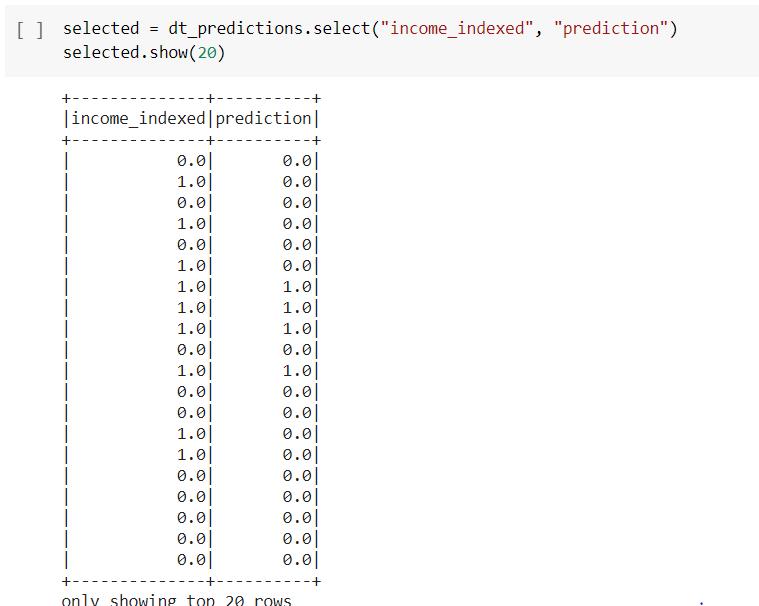 [ ] selected = dt_predictions.select("income_indexed", "prediction")
selected.show(20)
+--------------+----------+
|income_indexed|prediction|
+--------------+----------+
|           0.0|       0.0|
|           1.0|       0.0|
|           0.0|       0.0|
|           1.0|       0.0|
|           0.0|       0.0|
|           1.0|       0.0|
|           1.0|       1.0|
|           1.0|       1.0|
|           1.0|       1.0|
|           0.0|       0.0|
|           1.0|       1.0|
|           0.0|       0.0|
|           0.0|       0.0|
|           1.0|       0.0|
|           1.0|       0.0|
|           0.0|       0.0|
|           0.0|       0.0|
|           0.0|       0.0|
|           0.0|       0.0|
|           0.0|       0.0|
+--------------+----------+
only showing top 20 rows